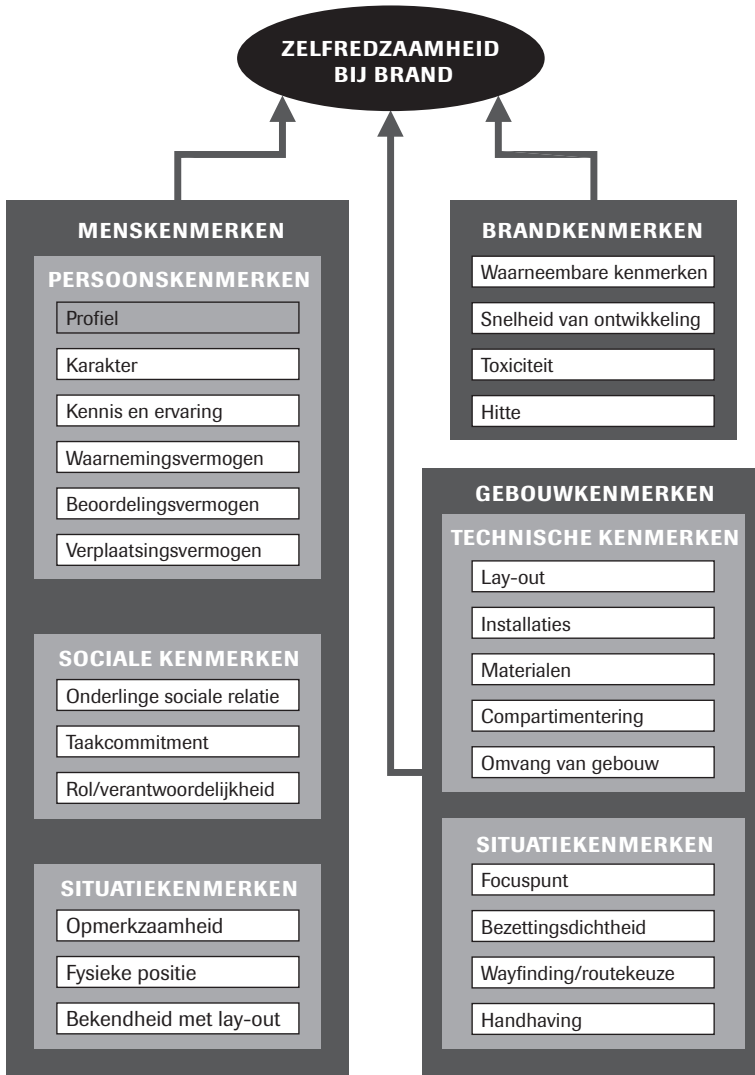 ZELFREDZAAMHEID
BIJ BRAND
MENSKENMERKEN
PERSOONSKENMERKEN
Profiel
Karakter
Kennis en ervaring
Waarnemingsvermogen
Beoordelingsvermogen
Verplaatsingsvermogen
SOCIALE KENMERKEN
Onderlinge sociale relatie
Taakcommitment
Rol/verantwoordelijkheid
SITUATIEKENMERKEN
Opmerkzaamheid
Fysieke positie
Bekendheid met lay-out
BRANDKENMERKEN
Waarneembare kenmerken
Snelheid van ontwikkeling
Toxiciteit
Hitte
GEBOUWKENMERKEN
TECHNISCHE KENMERKEN
Lay-out
Installaties
Materialen
Compartimentering
Omvang van gebouw
SITUATIEKENMERKEN
Focuspunt
Bezettingsdichtheid
Wayfinding/routekeuze
Handhaving